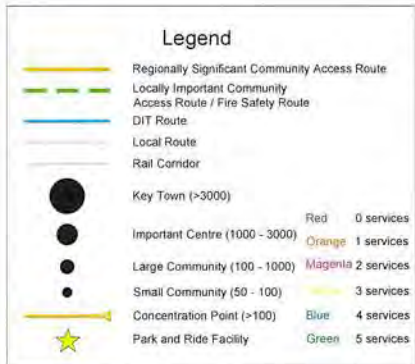 Legend
Regionally Significant Community Access Route
Locally Important Community
Access Route / Fire Safety Route
DIT Route
Local Route
Rail Corridor
Key Town (>3000)
Important Centre (1000 - 3000)
Large Community (100 - 1000)
Small Community (50 - 100)
Concentration Point (>100)
Park and Ride Facility
Red 0 services
Orange 1 services
Magenta 2 services
3 services
Blue 4 services
Green 5 services